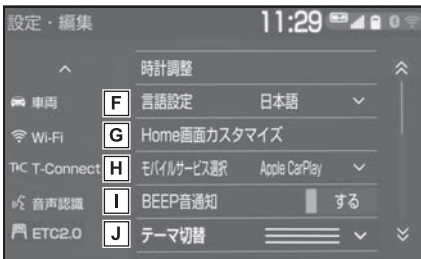 設定・編集 11:29
時計調整
車両 F 言語設定 日本語
Wi-Fi G Home画面カスタマイズ
T-Connect H モバイルサービス選択 Apple CarPlay
音声認識 I BEEP音通知 する
ETC2.0 J テーマ切替